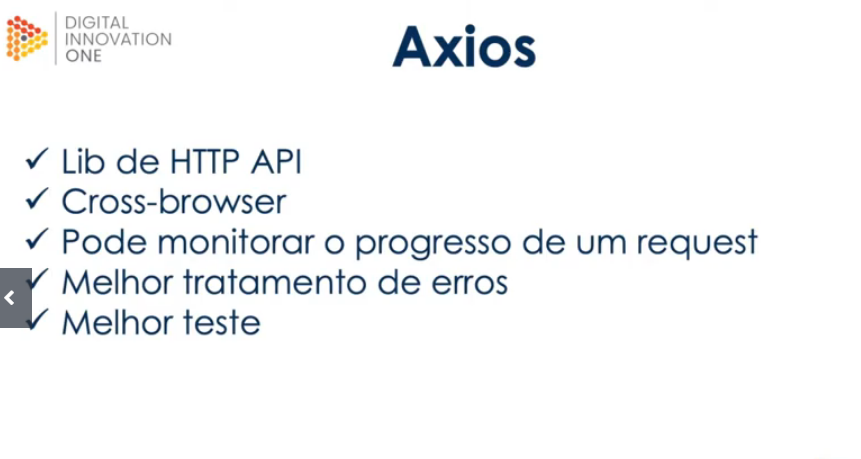 DIGITAL
INNOVATION
ONE
Axios
✓ Lib de HTTP API
✓ Cross-browser
✓ Pode monitorar o progresso de um request
✓ Melhor tratamento de erros
✓ Melhor teste